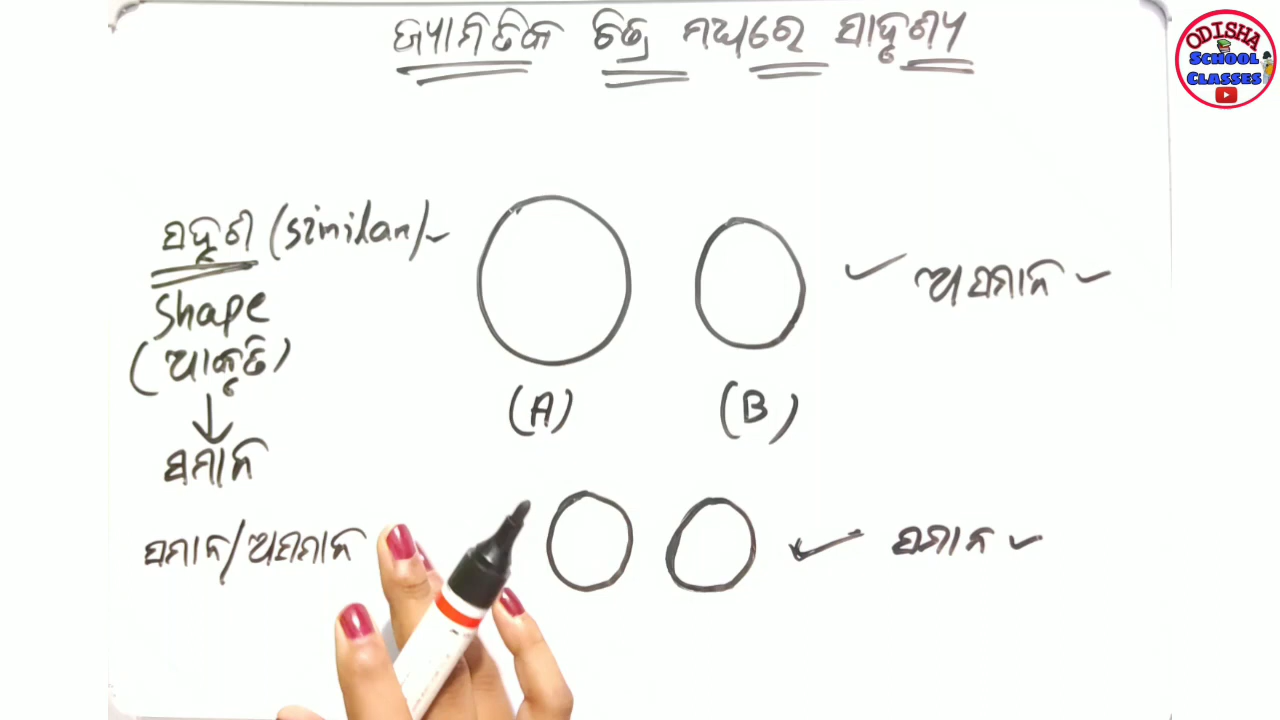 ଜ୍ୟାମିତିକ ଚିତ୍ର ମଧ୍ୟରେ ସାଦୃଶ୍ୟ
ODISHA
SCHOOL
CLASSES
ସଦୃଶ (similar)
Shape
(ଆକୃତି)
ସମାନ
ସମାନ/ଅସମାନ
(A)
(B)
ଅସମାନ
ସମାନ